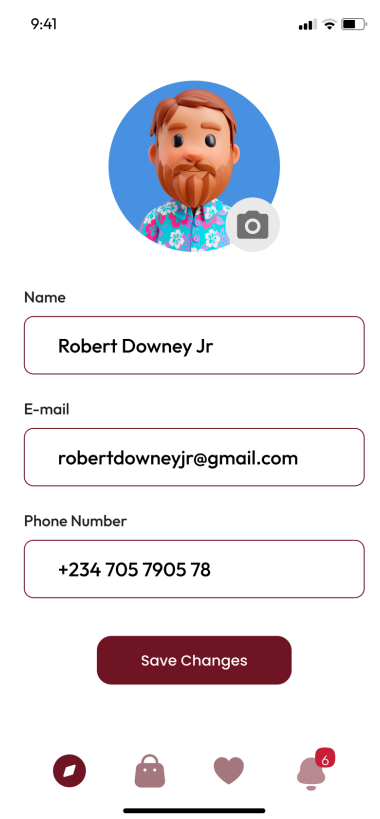 9:41
Name
Robert Downey Jr
E-mail
robertdowneyjr@gmail.com
Phone Number
+234 705 7905 78
Save Changes
6